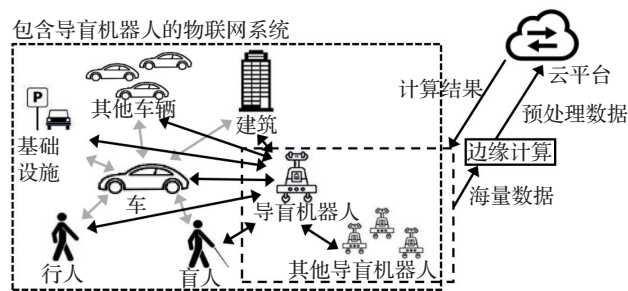 包含导盲机器人的物联网系统
云平台
计算结果
预处理数据
P
其他车辆
建筑
基础
设施
边缘计算
海量数据
车
导盲机器人
行人
盲人
其他导盲机器人